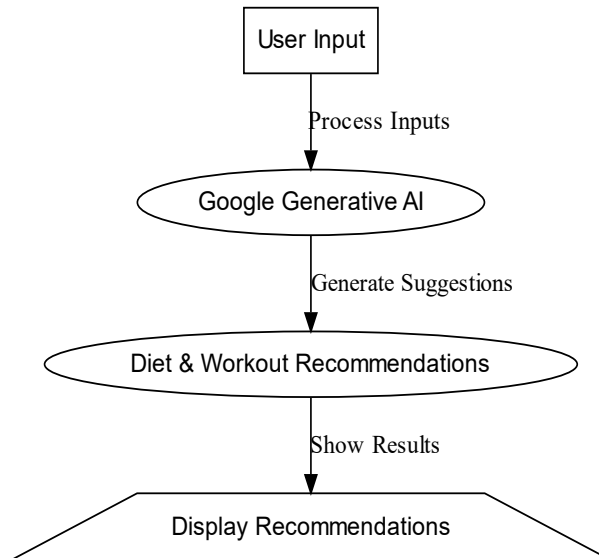 User Input
Process Inputs
Google Generative AI
Generate Suggestions
Diet & Workout Recommendations
Show Results
Display Recommendations